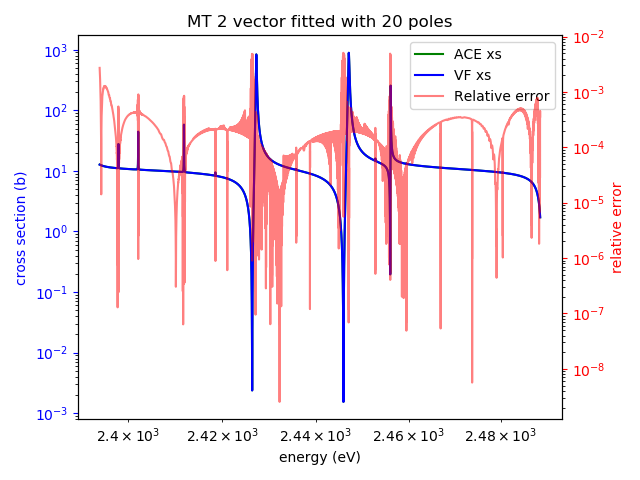 MT 2 vector fitted with 20 poles
ACE xs
VF xs
Relative error
cross section (b)
10³
10²
10¹
10⁰
10⁻¹
10⁻²
10⁻³
relative error
10⁻²
10⁻³
10⁻⁴
10⁻⁵
10⁻⁶
10⁻⁷
10⁻⁸
2.4 × 10³ 2.42 × 10³ 2.44 × 10³ 2.46 × 10³ 2.48 × 10³
energy (eV)